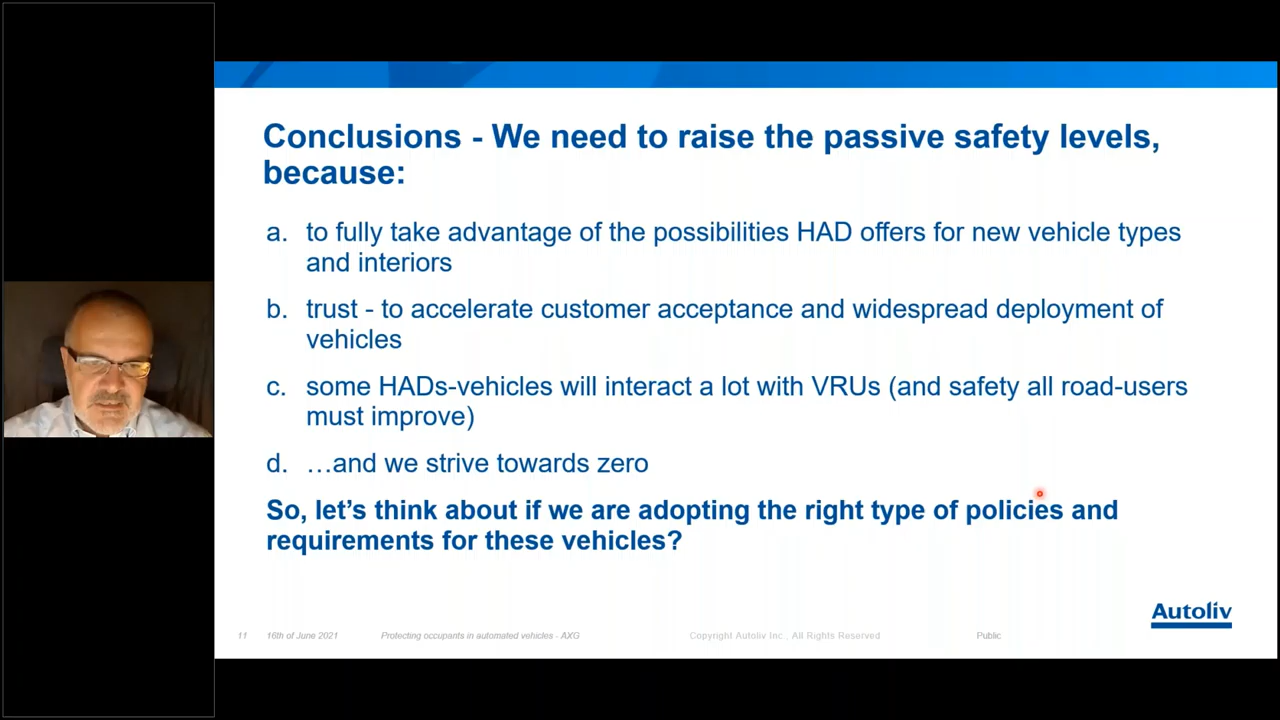 Conclusions - We need to raise the passive safety levels,
because:
a. to fully take advantage of the possibilities HAD offers for new vehicle types
and interiors
b. trust - to accelerate customer acceptance and widespread deployment of
vehicles
c. some HADs-vehicles will interact a lot with VRUs (and safety all road-users
must improve)
d. …and we strive towards zero
So, let’s think about if we are adopting the right type of policies and
requirements for these vehicles?
Autoliv
11 16th of June 2021 Protecting occupants in automated vehicles - AXG Copyright Autoliv Inc , All Rights Reserved Public